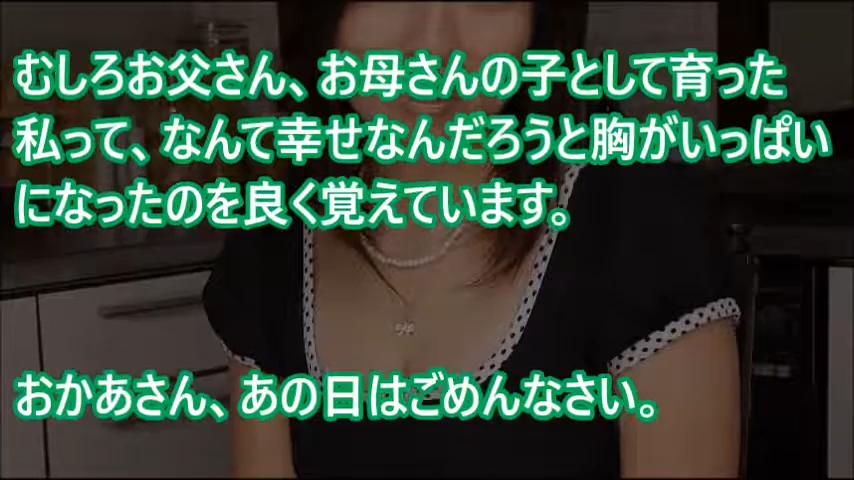 むしろお父さん、お母さんの子として育った
私って、なんて幸せなんだろうと胸がいっぱい
になったのを良く覚えています。
おかあさん、あの日はごめんなさい。